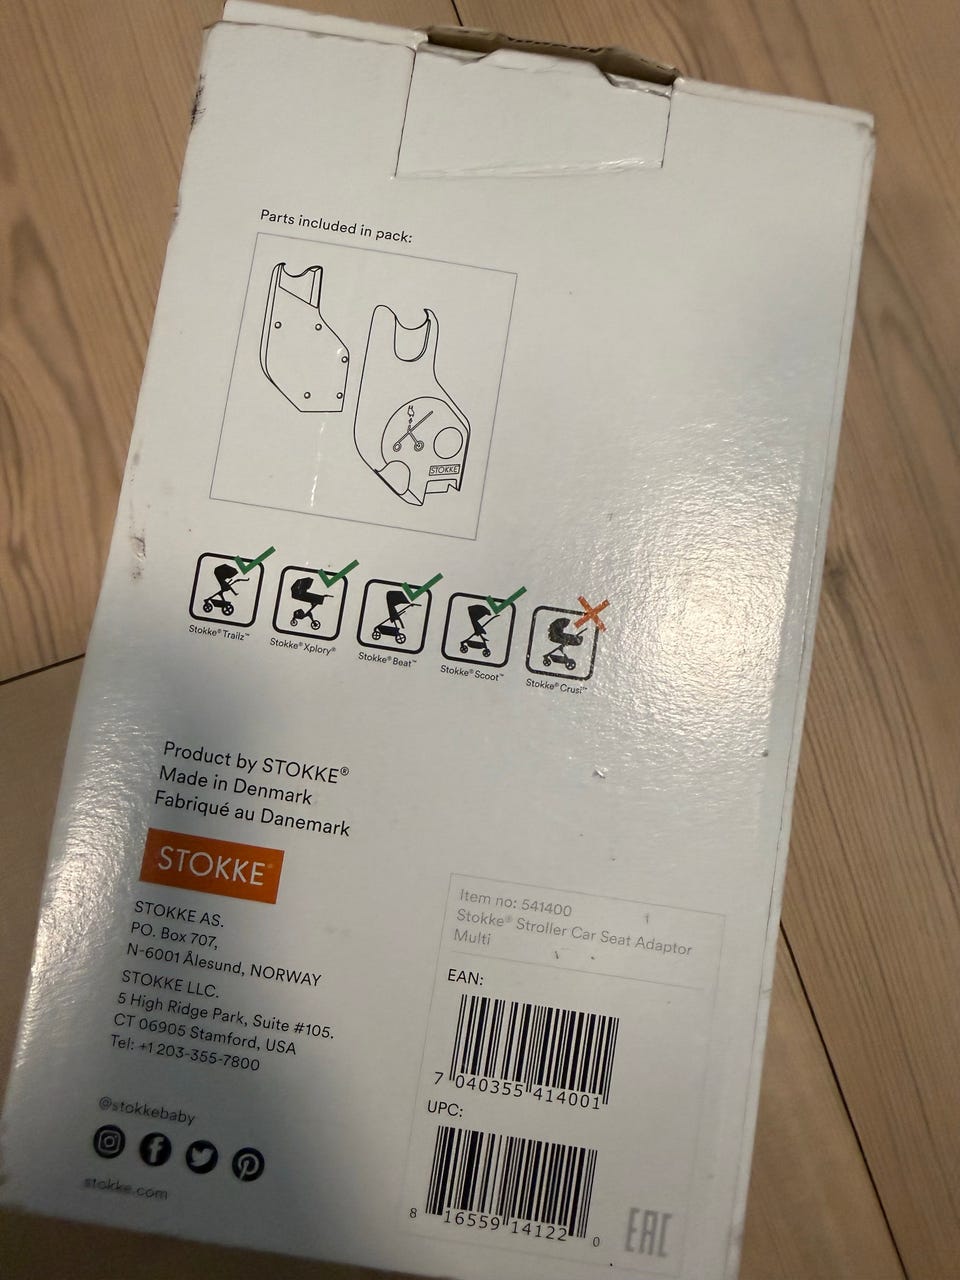 Parts included in pack:
STOKKE
Stokke® Trailz™
Stokke® Xplory®
Stokke® Beat™
Stokke® Scoot™
Stokke® Crusi™
Product by STOKKE®
Made in Denmark
Fabriqué au Danemark
STOKKE®
STOKKE AS.
PO. Box 707,
N-6001 Ålesund, NORWAY
STOKKE LLC.
5 High Ridge Park, Suite #105.
CT 06905 Stamford, USA
Tel: +1 203-355-7800
@stokkebaby
stokke.com
Item no: 541400
Stokke® Stroller Car Seat Adaptor
Multi
EAN:
7 040355 414001
UPC:
8 16559 14122 0
EAC